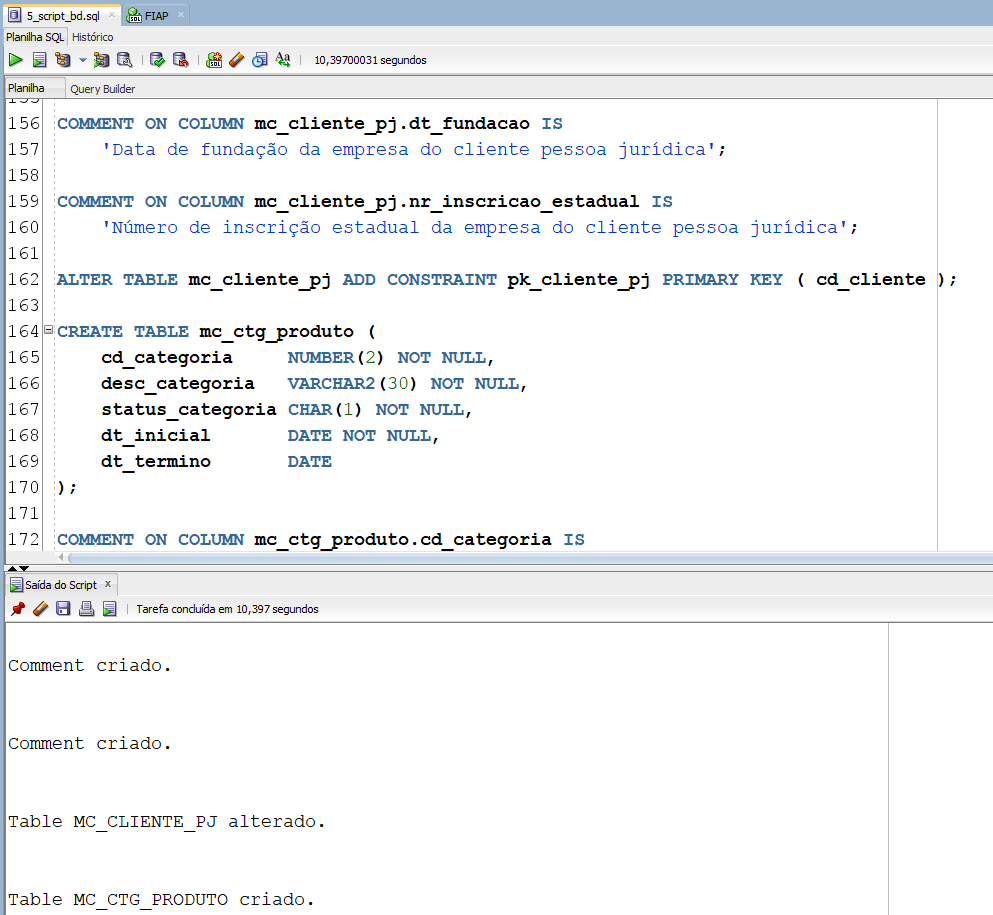 5_script_bd.sql
FIAP
Planilha SQL Histórico
10,39700031 segundos
Planilha Query Builder
155
156 COMMENT ON COLUMN mc_cliente_pj.dt_fundacao IS
157 'Data de fundação da empresa do cliente pessoa jurídica';
158
159 COMMENT ON COLUMN mc_cliente_pj.nr_inscricao_estadual IS
160 'Número de inscrição estadual da empresa do cliente pessoa jurídica';
161
162 ALTER TABLE mc_cliente_pj ADD CONSTRAINT pk_cliente_pj PRIMARY KEY ( cd_cliente );
163
164 CREATE TABLE mc_ctg_produto (
165 cd_categoria NUMBER(2) NOT NULL,
166 desc_categoria VARCHAR2(30) NOT NULL,
167 status_categoria CHAR(1) NOT NULL,
168 dt_inicial DATE NOT NULL,
169 dt_termino DATE
170 );
171
172 COMMENT ON COLUMN mc_ctg_produto.cd_categoria IS
Saída do Script
Tarefa concluída em 10,397 segundos
Comment criado.
Comment criado.
Table MC_CLIENTE_PJ alterado.
Table MC_CTG_PRODUTO criado.